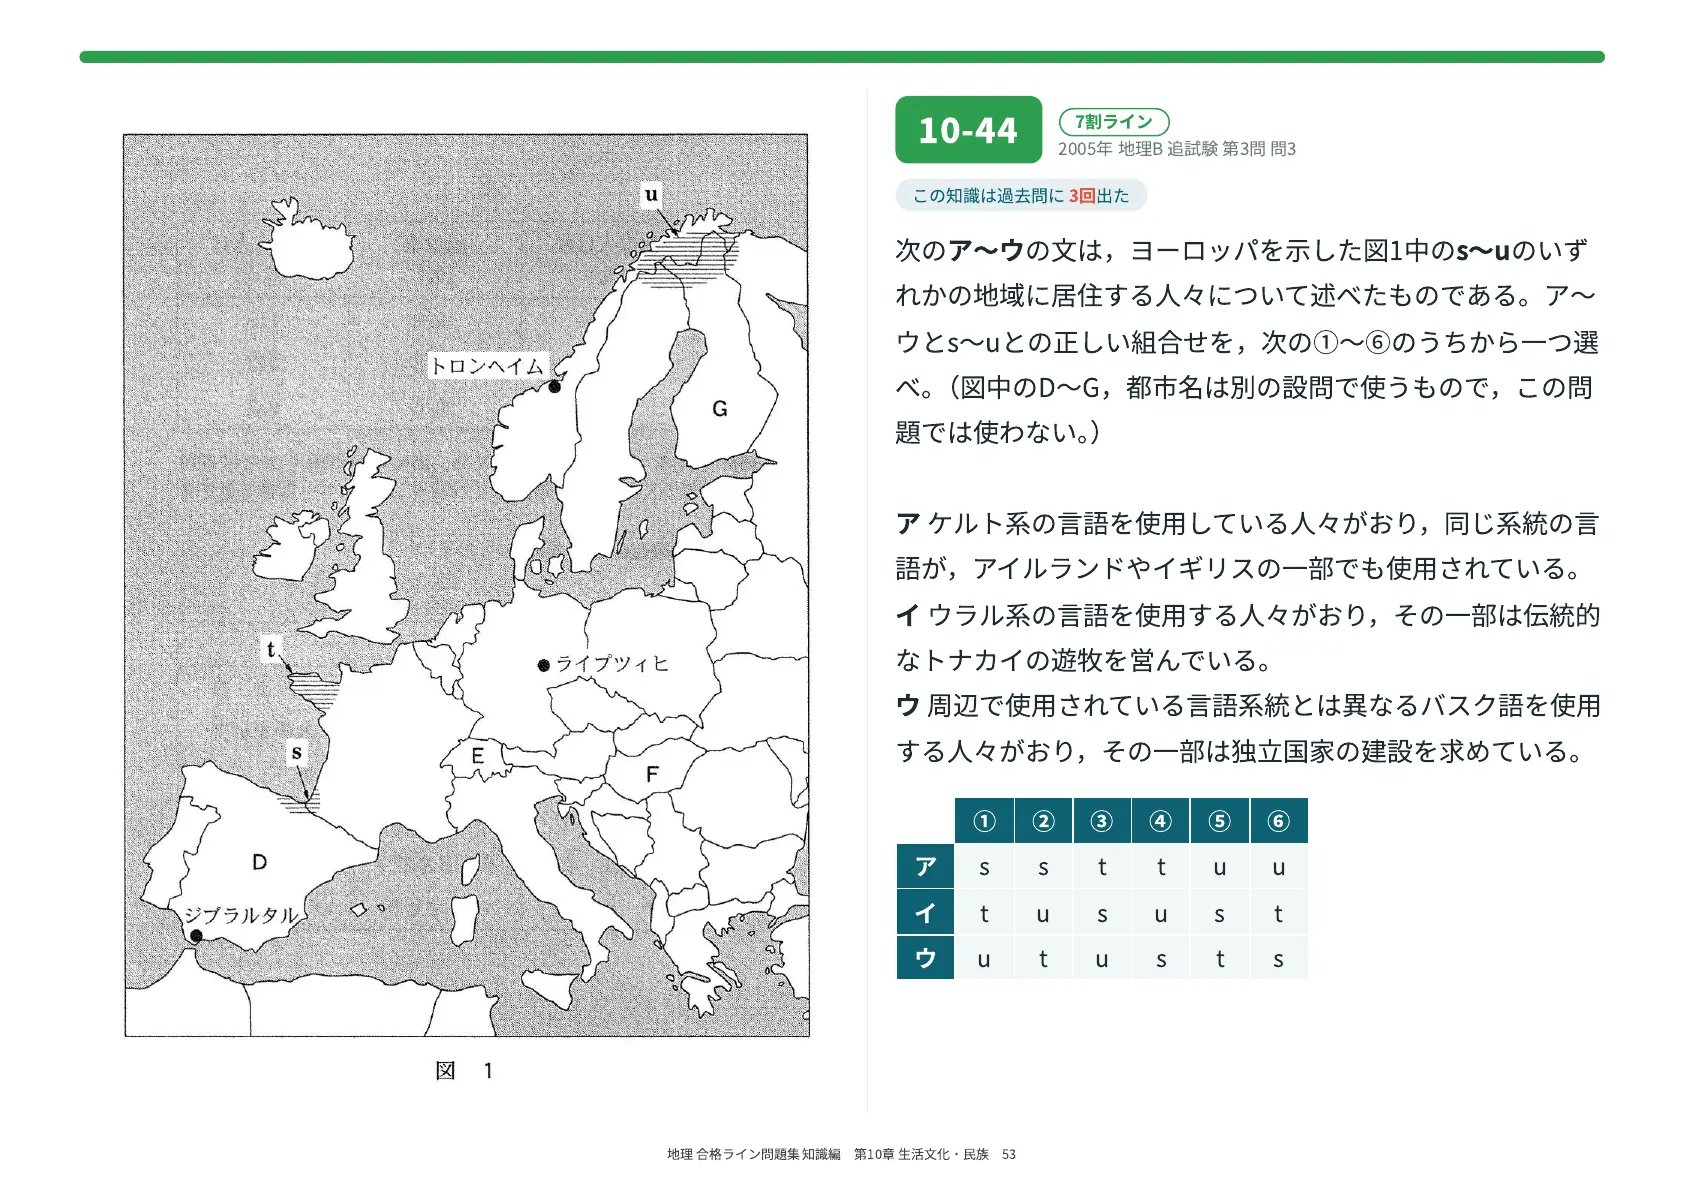 u
トロンヘイム
G
t
ライプツィヒ
s
E
F
D
ジブラルタル
図 1
10-44
7割ライン
2005年 地理B 追試験 第3問 問3
この知識は過去問に 3回出た
次のア〜ウの文は，ヨーロッパを示した図1中のs〜uのいず
れかの地域に居住する人々について述べたものである。ア〜
ウとs〜uとの正しい組合せを，次の①〜⑥のうちから一つ選
べ。（図中のD〜G，都市名は別の設問で使うもので，この問
題では使わない。）
ア ケルト系の言語を使用している人々がおり，同じ系統の言
語が，アイルランドやイギリスの一部でも使用されている。
イ ウラル系の言語を使用する人々がおり，その一部は伝統的
なトナカイの遊牧を営んでいる。
ウ 周辺で使用されている言語系統とは異なるバスク語を使用
する人々がおり，その一部は独立国家の建設を求めている。
① ② ③ ④ ⑤ ⑥
ア s s t t u u
イ t u s u s t
ウ u t u s t s
地理 合格ライン問題集 知識編 第10章 生活文化・民族 53